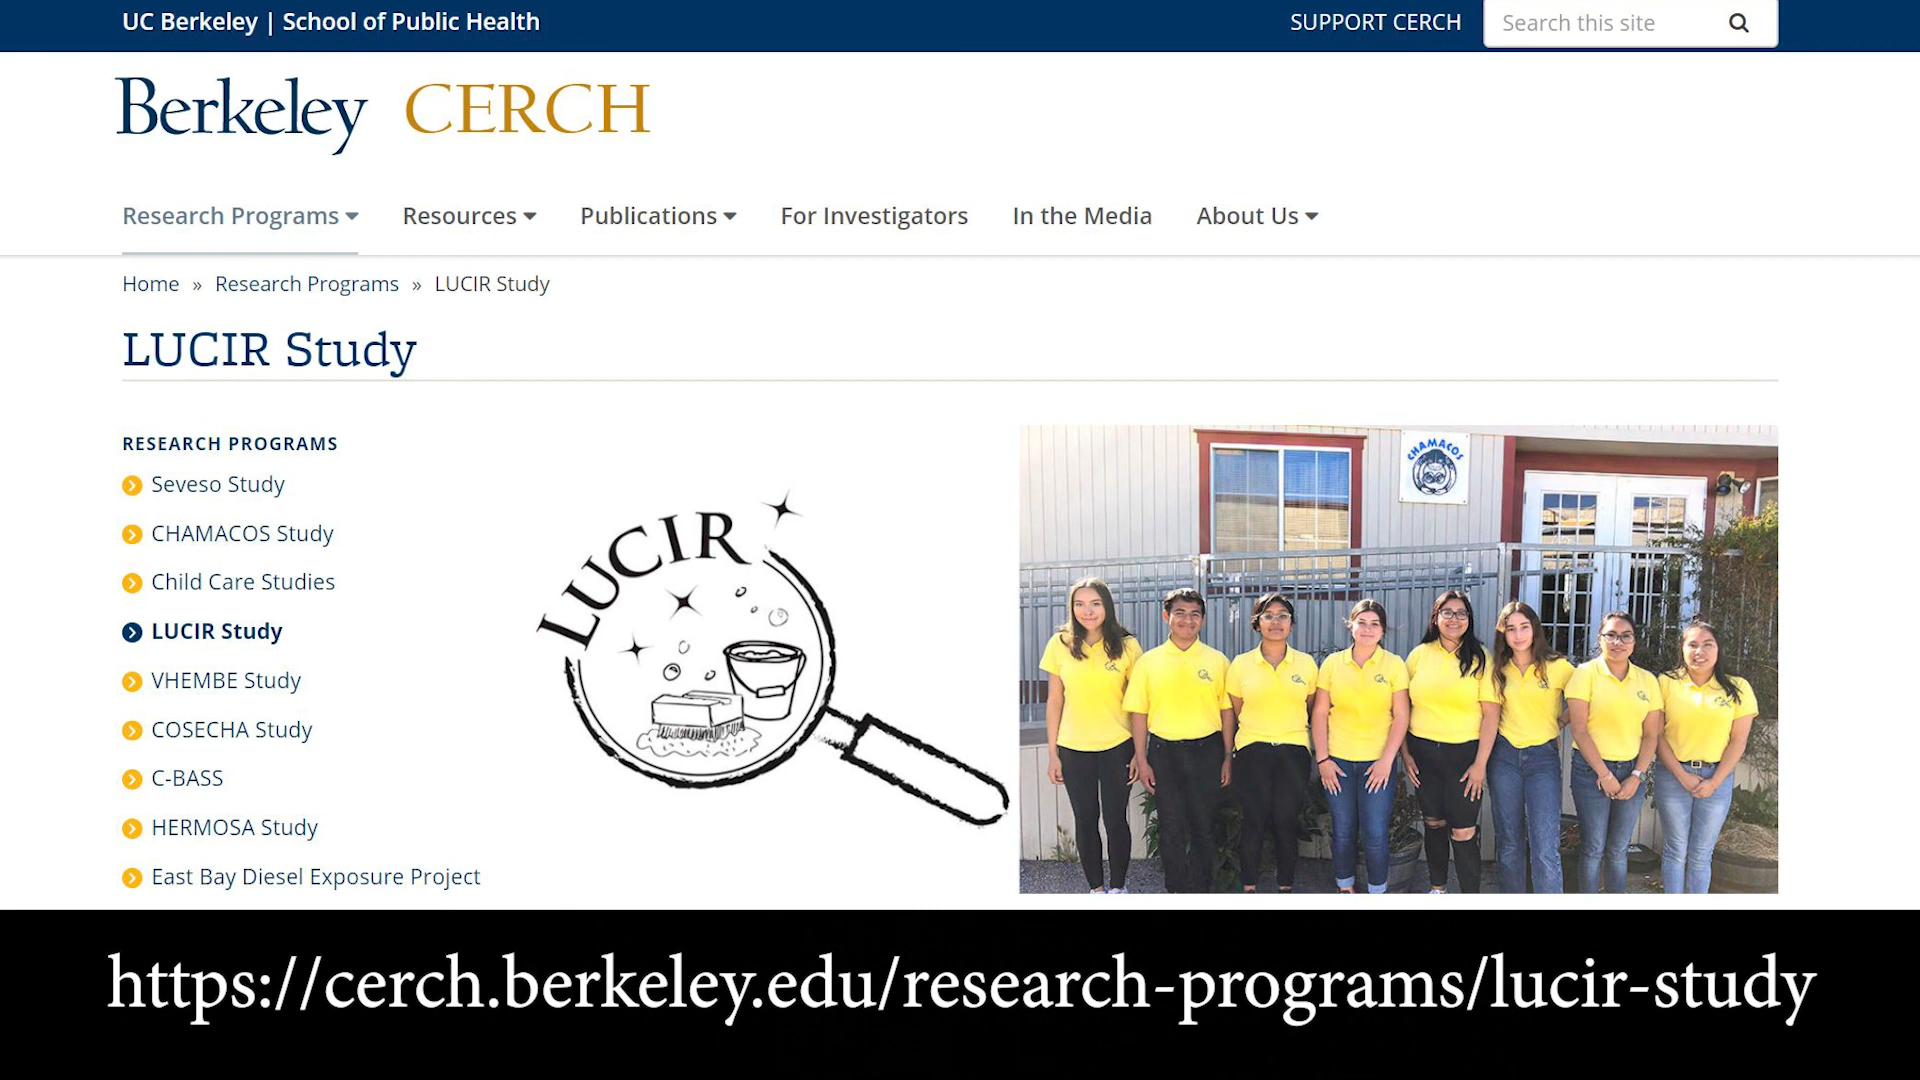 UC Berkeley | School of Public Health
SUPPORT CERCH
Search this site
Berkeley CERCH
Research Programs
Resources
Publications
For Investigators
In the Media
About Us
Home » Research Programs » LUCIR Study
LUCIR Study
RESEARCH PROGRAMS
Seveso Study
CHAMACOS Study
Child Care Studies
LUCIR Study
VHEMBE Study
COSECHA Study
C-BASS
HERMOSA Study
East Bay Diesel Exposure Project
LUCIR
CHAMACOS
https://cerch.berkeley.edu/research-programs/lucir-study